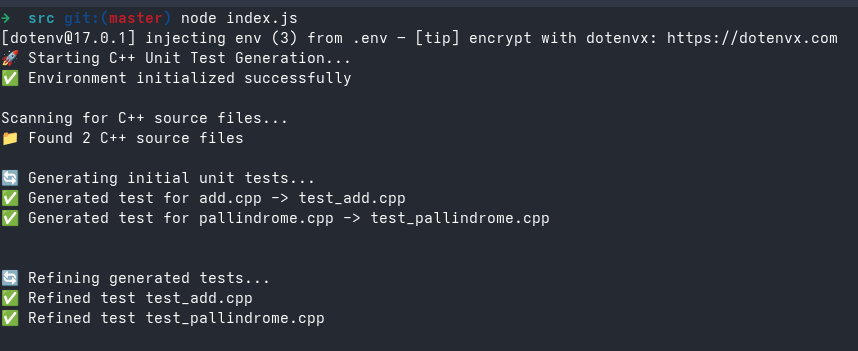 → src git:(master) node index.js
[dotenv@17.0.1] injecting env (3) from .env – [tip] encrypt with dotenvx: https://dotenvx.com
🚀 Starting C++ Unit Test Generation...
✅ Environment initialized successfully
Scanning for C++ source files...
📁 Found 2 C++ source files
🔄 Generating initial unit tests...
✅ Generated test for add.cpp -> test_add.cpp
✅ Generated test for pallindrome.cpp -> test_pallindrome.cpp
🔄 Refining generated tests...
✅ Refined test test_add.cpp
✅ Refined test test_pallindrome.cpp